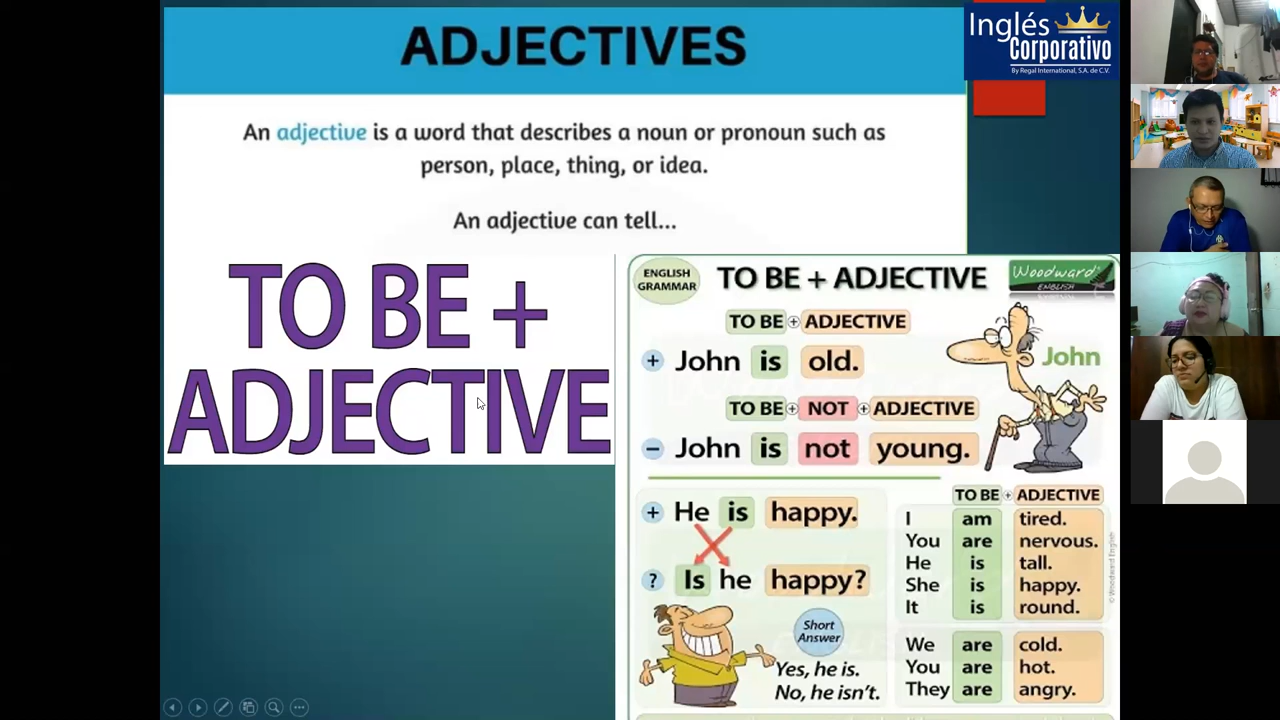 ADJECTIVES
Inglés
Corporativo
By Regal International, S.A. de C.V.
An adjective is a word that describes a noun or pronoun such as
person, place, thing, or idea.
An adjective can tell...
TO BE +
ADJECTIVE
ENGLISH
GRAMMAR
TO BE + ADJECTIVE
Woodward
ENGLISH
TO BE + ADJECTIVE
+ John is old.
John
TO BE + NOT + ADJECTIVE
− John is not young.
+ He is happy.
? Is he happy?
Short
Answer
Yes, he is.
No, he isn't.
TO BE + ADJECTIVE
I am tired.
You are nervous.
He is tall.
She is happy.
It is round.
We are cold.
You are hot.
They are angry.
© Woodward English